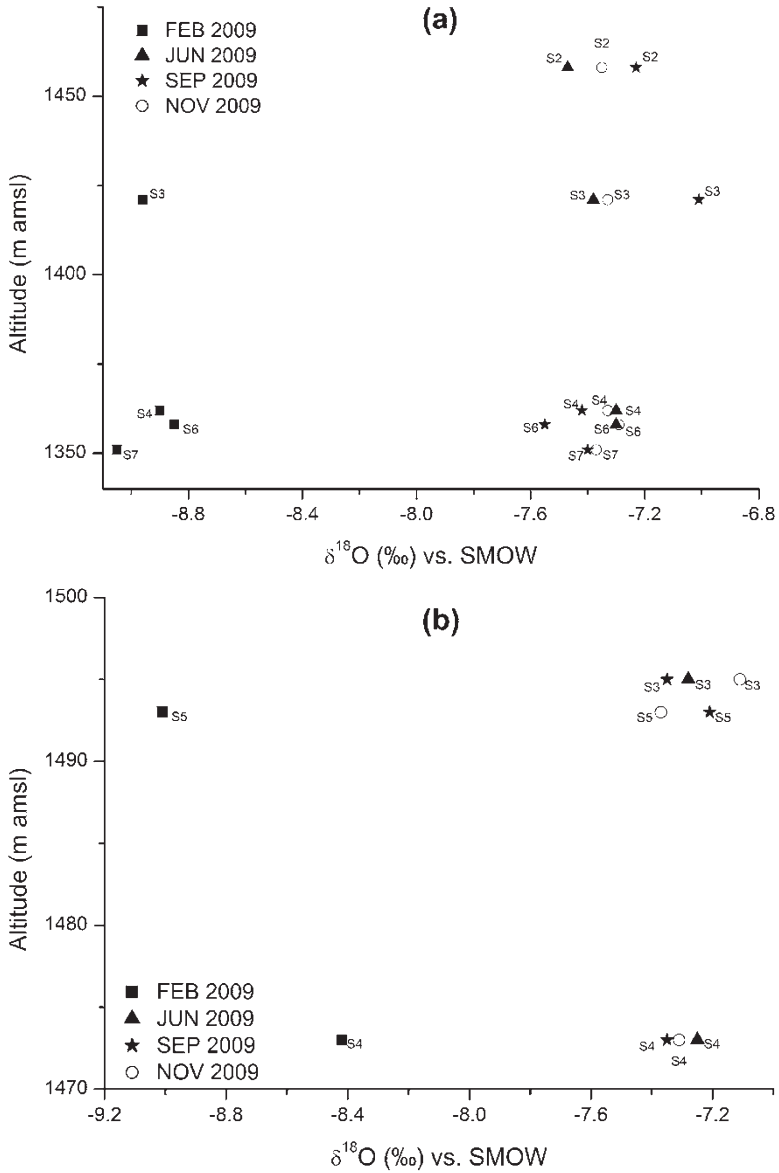 (a)
FEB 2009
JUN 2009
SEP 2009
NOV 2009
S2
S2 S2
S3 S3 S3 S3
S4 S6 S7
S4 S4 S4
S6 S6 S6
S7 S7
1450
1400
1350
Altitude (m amsl)
-8.8 -8.4 -8.0 -7.6 -7.2 -6.8
δ18O (‰) vs. SMOW
(b)
1500
1490
1480
1470
Altitude (m amsl)
S3 S3 S3
S5 S5 S5
FEB 2009
JUN 2009
SEP 2009
NOV 2009
S4 S4 S4 S4
-9.2 -8.8 -8.4 -8.0 -7.6 -7.2
δ18O (‰) vs. SMOW